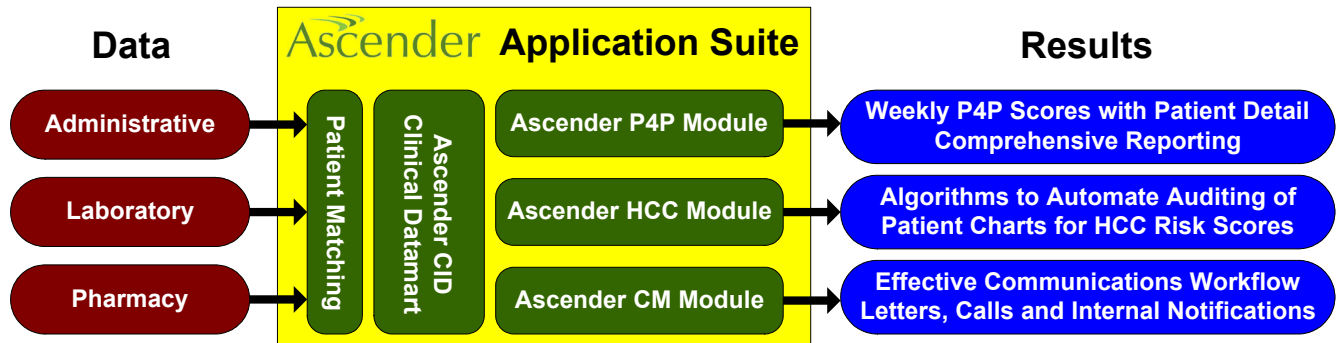 Data
Ascender Application Suite
Results
Administrative
Laboratory
Pharmacy
Patient Matching
Ascender CID
Clinical Datamart
Ascender P4P Module
Ascender HCC Module
Ascender CM Module
Weekly P4P Scores with Patient Detail
Comprehensive Reporting
Algorithms to Automate Auditing of
Patient Charts for HCC Risk Scores
Effective Communications Workflow
Letters, Calls and Internal Notifications